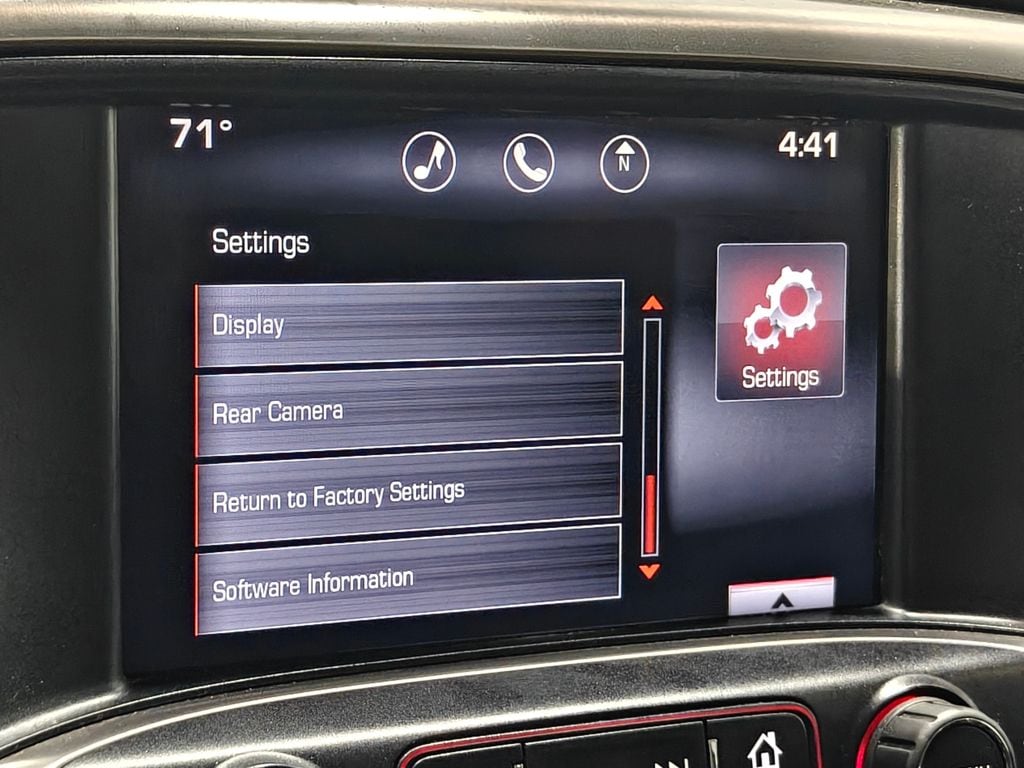 71°
N
4:41
Settings
Display
Rear Camera
Return to Factory Settings
Software Information
Settings